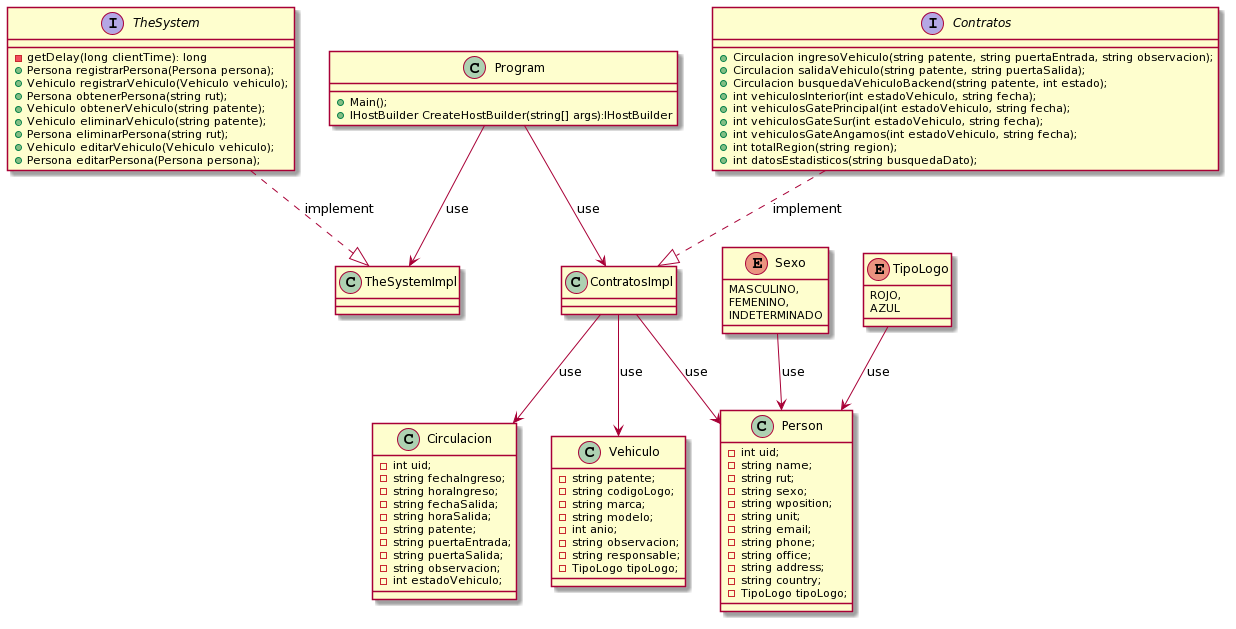 I TheSystem
getDelay(long clientTime): long
Persona registrarPersona(Persona persona);
Vehiculo registrarVehiculo(Vehiculo vehiculo);
Persona obtenerPersona(string rut);
Vehiculo obtenerVehiculo(string patente);
Vehiculo eliminarVehiculo(string patente);
Persona eliminarPersona(string rut);
Vehiculo editarVehiculo(Vehiculo vehiculo);
Persona editarPersona(Persona persona);
C Program
Main();
IHostBuilder CreateHostBuilder(string[] args):IHostBuilder
I Contratos
Circulacion ingresoVehiculo(string patente, string puertaEntrada, string observacion);
Circulacion salidaVehiculo(string patente, string puertaSalida);
Circulacion busquedaVehiculoBackend(string patente, int estado);
int vehiculosInterior(int estadoVehiculo, string fecha);
int vehiculosGatePrincipal(int estadoVehiculo, string fecha);
int vehiculosGateSur(int estadoVehiculo, string fecha);
int vehiculosGateAngamos(int estadoVehiculo, string fecha);
int totalRegion(string region);
int datosEstadisticos(string busquedaDato);
implement
use
use
implement
C TheSystemImpl
C ContratosImpl
E Sexo
MASCULINO,
FEMENINO,
INDETERMINADO
E TipoLogo
ROJO,
AZUL
use
use
use
use
use
C Circulacion
int uid;
string fechaIngreso;
string horaIngreso;
string fechaSalida;
string horaSalida;
string patente;
string puertaEntrada;
string puertaSalida;
string observacion;
int estadoVehiculo;
C Vehiculo
string patente;
string codigoLogo;
string marca;
string modelo;
int anio;
string observacion;
string responsable;
TipoLogo tipoLogo;
C Person
int uid;
string name;
string rut;
string sexo;
string wposition;
string unit;
string email;
string phone;
string office;
string address;
string country;
TipoLogo tipoLogo;